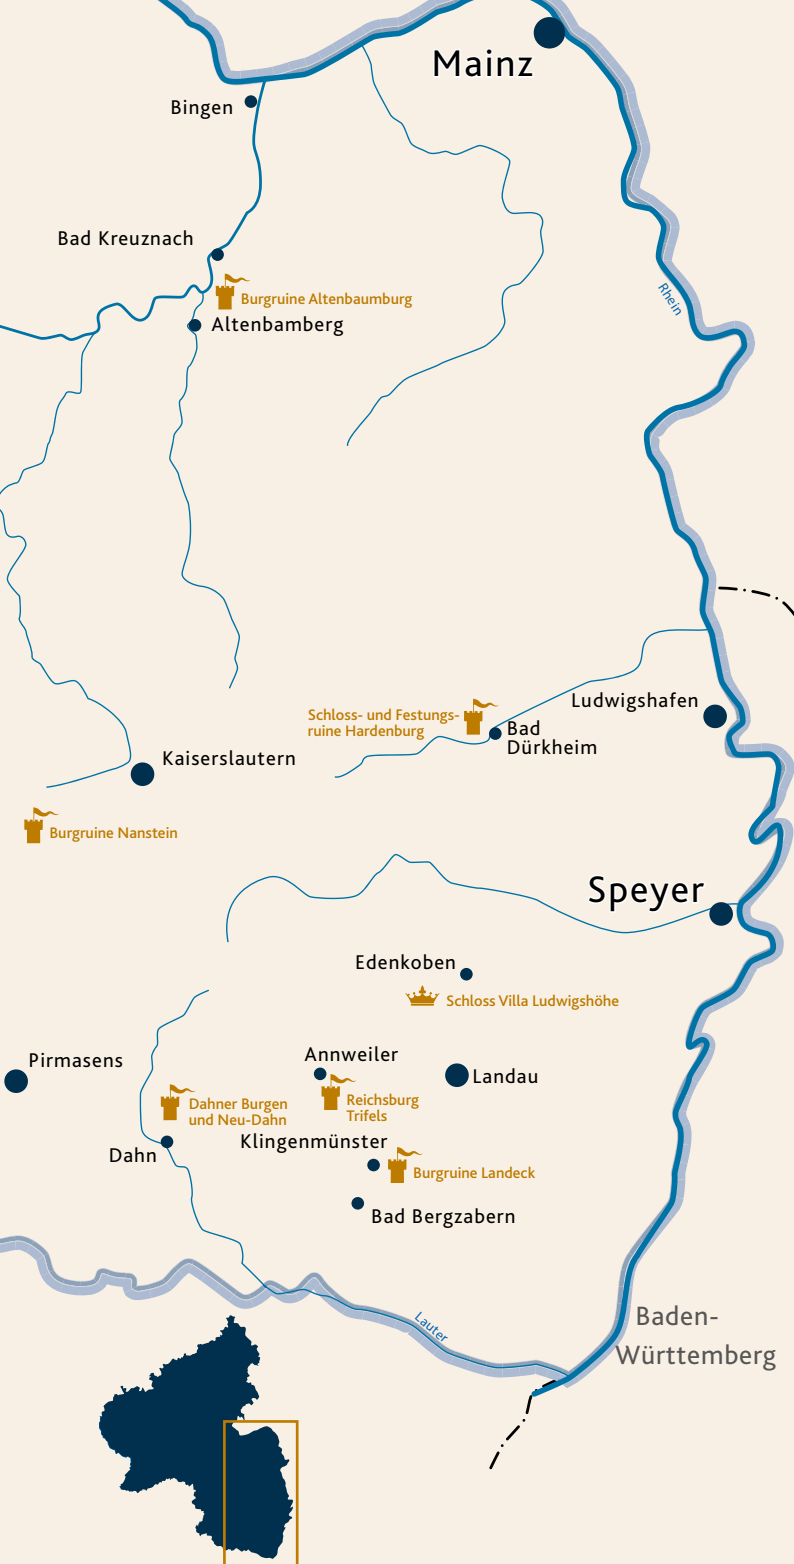 Mainz
Bingen
Bad Kreuznach
Rhein
Burgruine Altenbaumburg
Altenbamberg
Ludwigshafen
Schloss- und Festungs-
ruine Hardenburg
Bad
Dürkheim
Kaiserslautern
Burgruine Nanstein
Speyer
Edenkoben
Schloss Villa Ludwigshöhe
Pirmasens
Annweiler
Landau
Reichsburg
Trifels
Dahner Burgen
und Neu-Dahn
Klingenmünster
Dahn
Burgruine Landeck
Bad Bergzabern
Lauter
Baden-
Württemberg